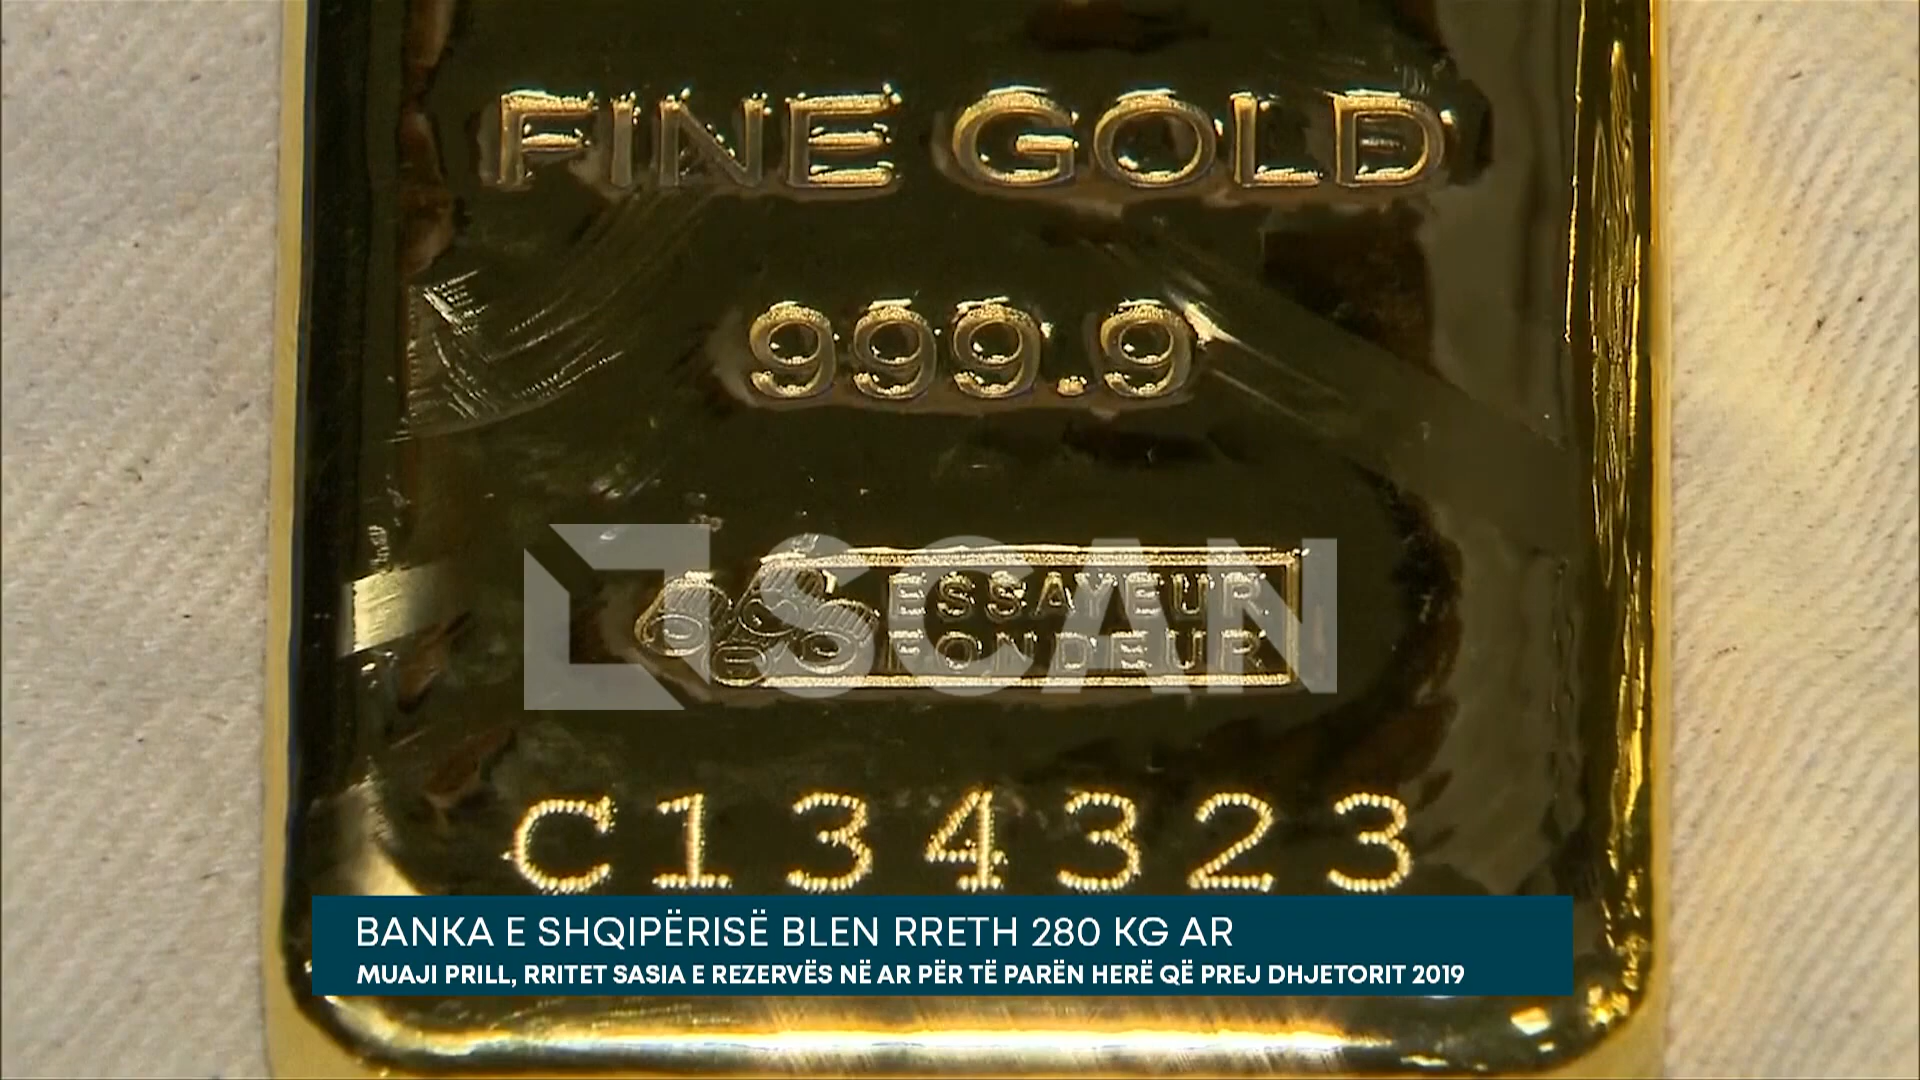 FINE GOLD
999.9
SCAN
ESSAYEUR
FONDEUR
C134323
BANKA E SHQIPËRISË BLEN RRETH 280 KG AR
MUAJI PRILL, RRITET SASIA E REZERVËS NË AR PËR TË PARËN HERË QË PREJ DHJETORIT 2019